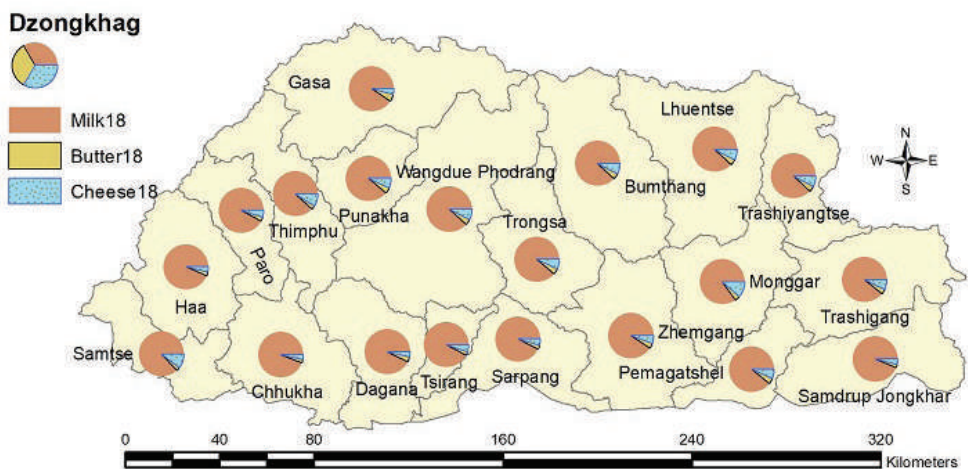 Dzongkhag
Milk18
Butter18
Cheese18
Gasa
Lhuentse
N
W E
S
Wangdue Phodrang
Bumthang
Punakha
Trashiyangtse
Thimphu
Trongsa
Paro
Monggar
Haa
Trashigang
Zhemgang
Samtse
Pemagatshel
Chhukha
Dagana
Tsirang
Sarpang
Samdrup Jongkhar
0 40 80 160 240 320
Kilometers